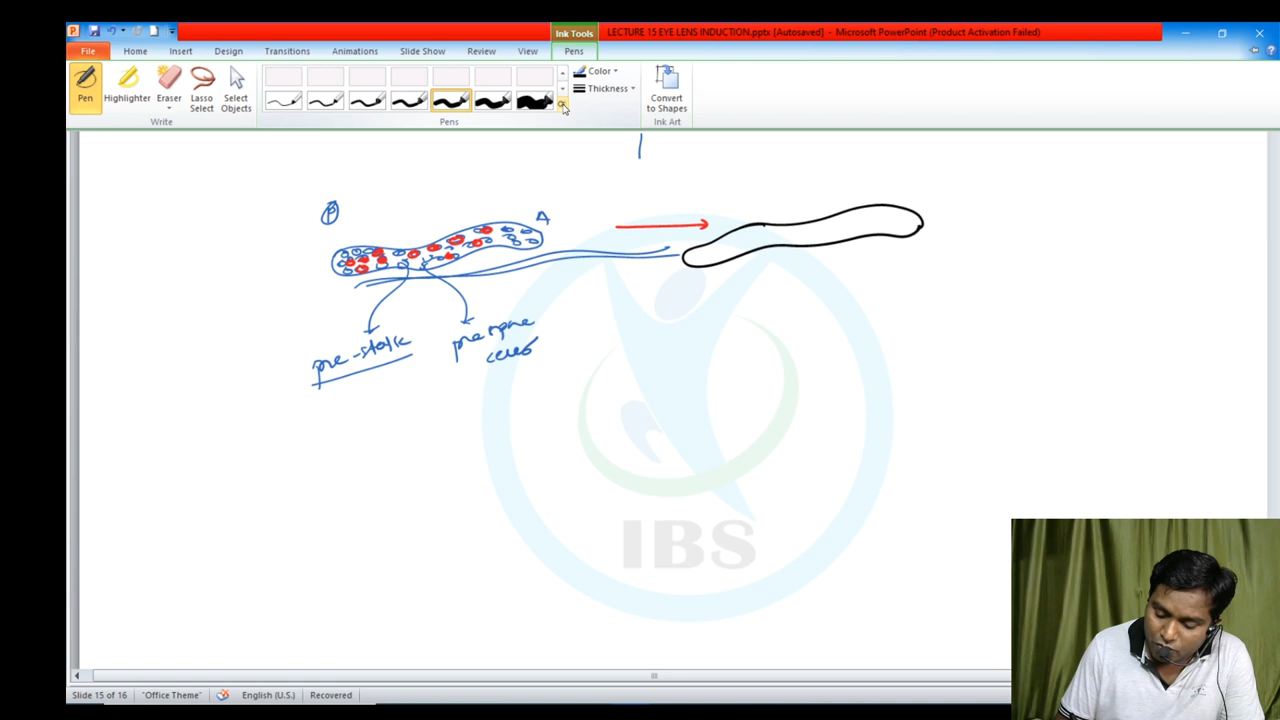 LECTURE 15 EYE LENS INDUCTION.pptx [Autosaved] - Microsoft PowerPoint (Product Activation Failed)
Ink Tools
File Home Insert Design Transitions Animations Slide Show Review View Pens
Pen Highlighter Eraser Lasso Select Select Objects
Color
Thickness
Convert to Shapes
Write Pens Ink Art
P
A
pre-stalk
pre spore
cells
IBS
Slide 15 of 16 "Office Theme" English (U.S.) Recovered